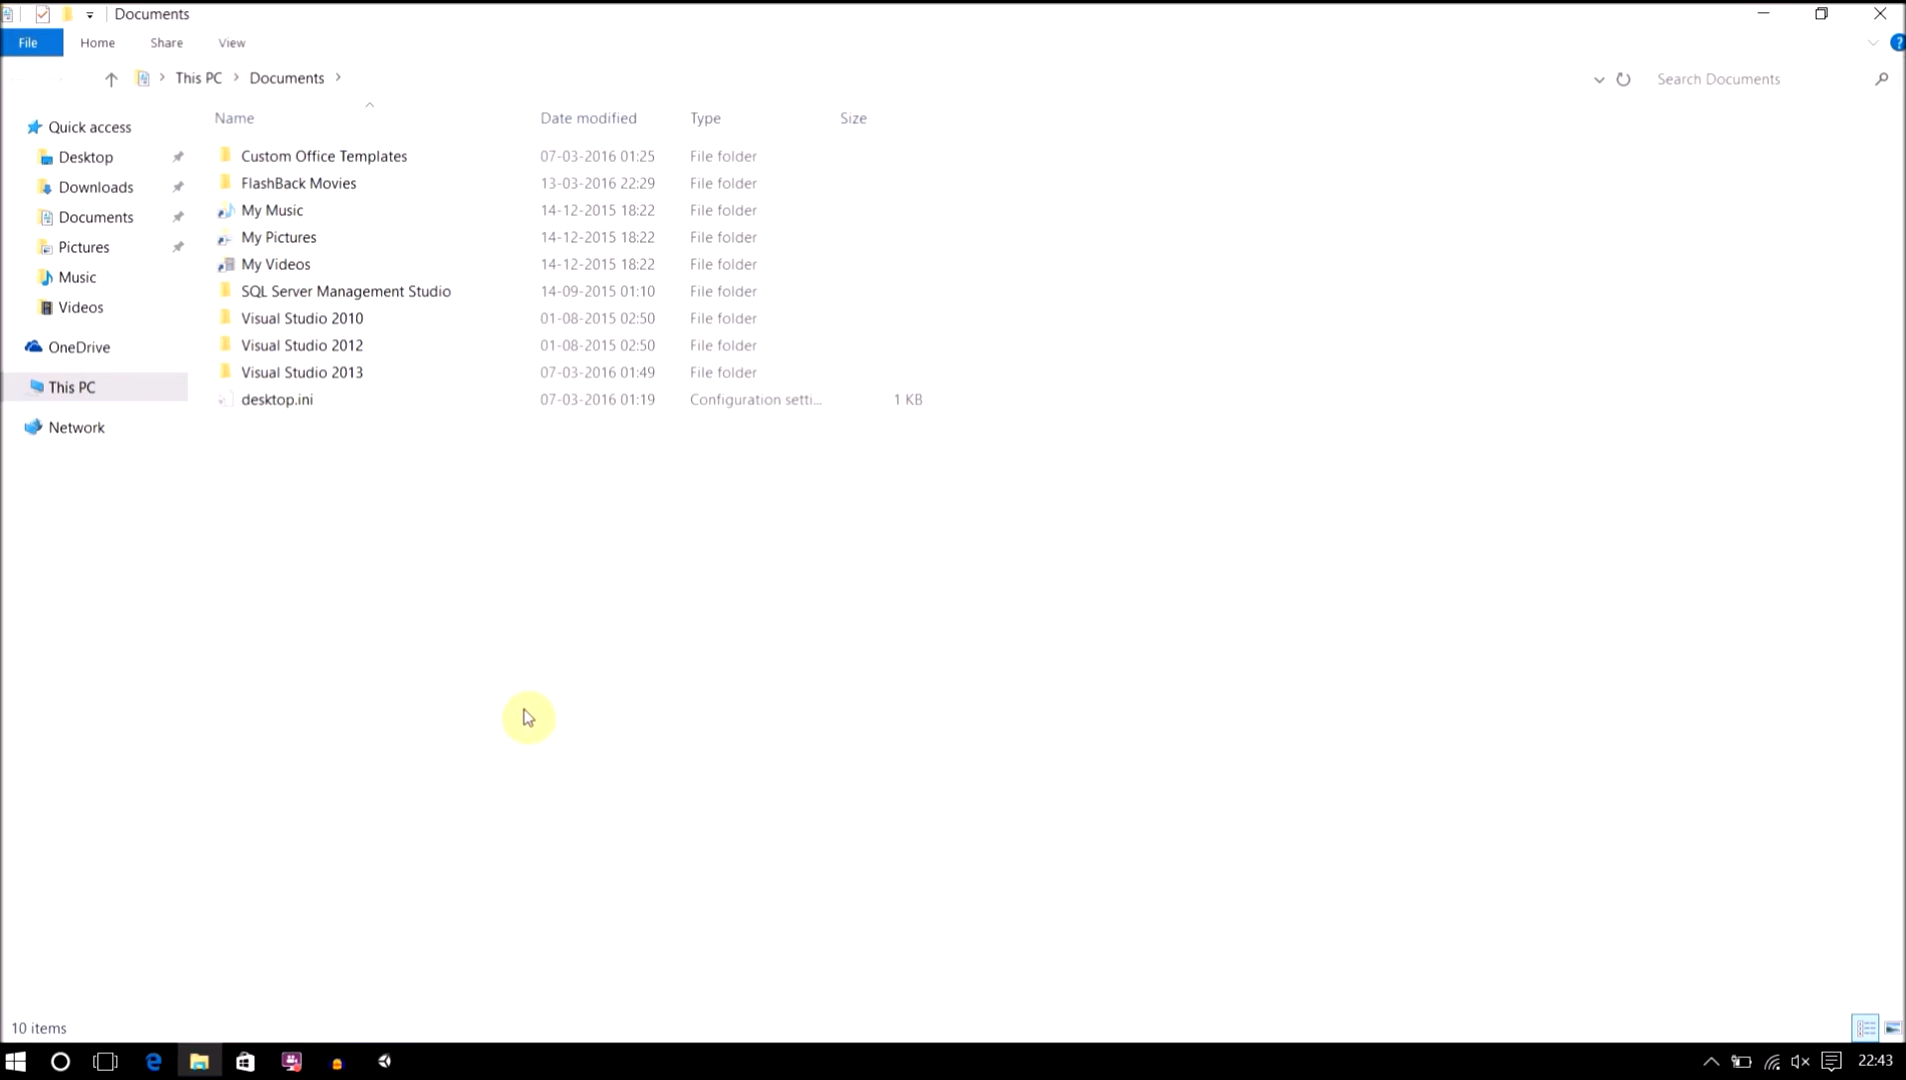 Documents
File Home Share View
This PC Documents
Search Documents
Name Date modified Type Size
Quick access
Desktop
Downloads
Documents
Pictures
Music
Videos
OneDrive
This PC
Network
Custom Office Templates 07-03-2016 01:25 File folder
FlashBack Movies 13-03-2016 22:29 File folder
My Music 14-12-2015 18:22 File folder
My Pictures 14-12-2015 18:22 File folder
My Videos 14-12-2015 18:22 File folder
SQL Server Management Studio 14-09-2015 01:10 File folder
Visual Studio 2010 01-08-2015 02:50 File folder
Visual Studio 2012 01-08-2015 02:50 File folder
Visual Studio 2013 07-03-2016 01:49 File folder
desktop.ini 07-03-2016 01:19 Configuration setti... 1 KB
10 items
22:43